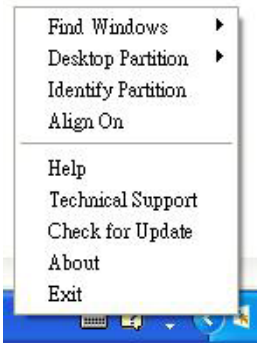 Find Windows
Desktop Partition
Identify Partition
Align On
Help
Technical Support
Check for Update
About
Exit